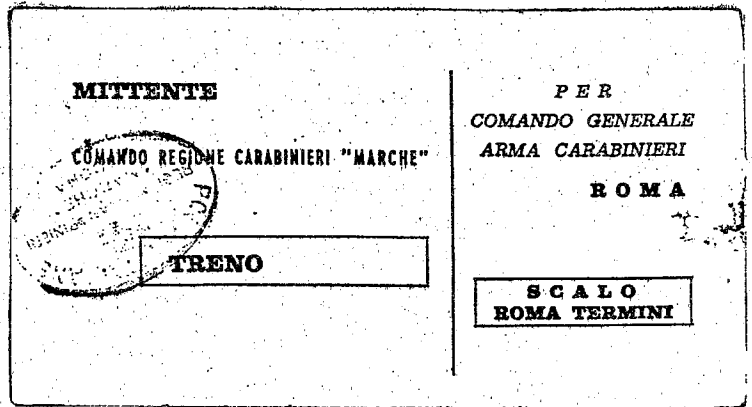 MITTENTE
COMANDO REGIONE CARABINIERI "MARCHE"
TRENO
PER
COMANDO GENERALE
ARMA CARABINIERI
ROMA
SCALO
ROMA TERMINI